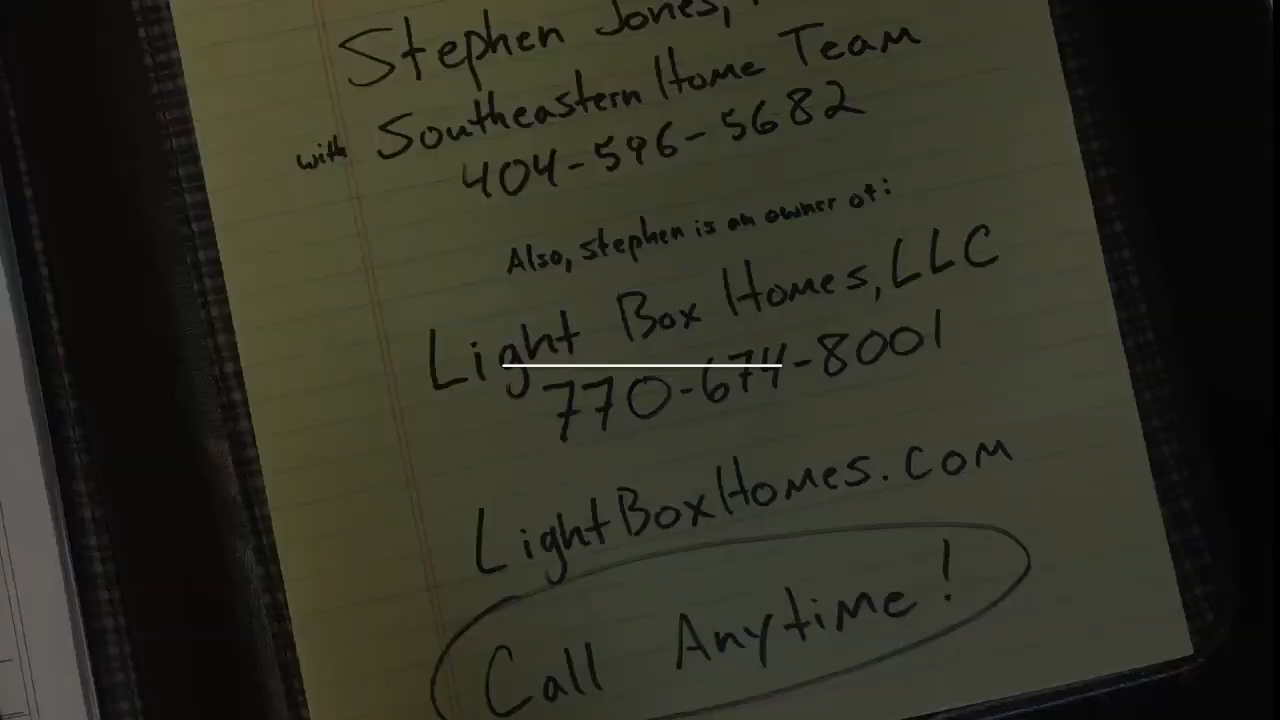 Stephen Jones,
with Southeastern Home Team
404-596-5682
Also, Stephen is an owner of:
Light Box Homes, LLC
770-674-8001
LightBoxHomes.com
Call Anytime!